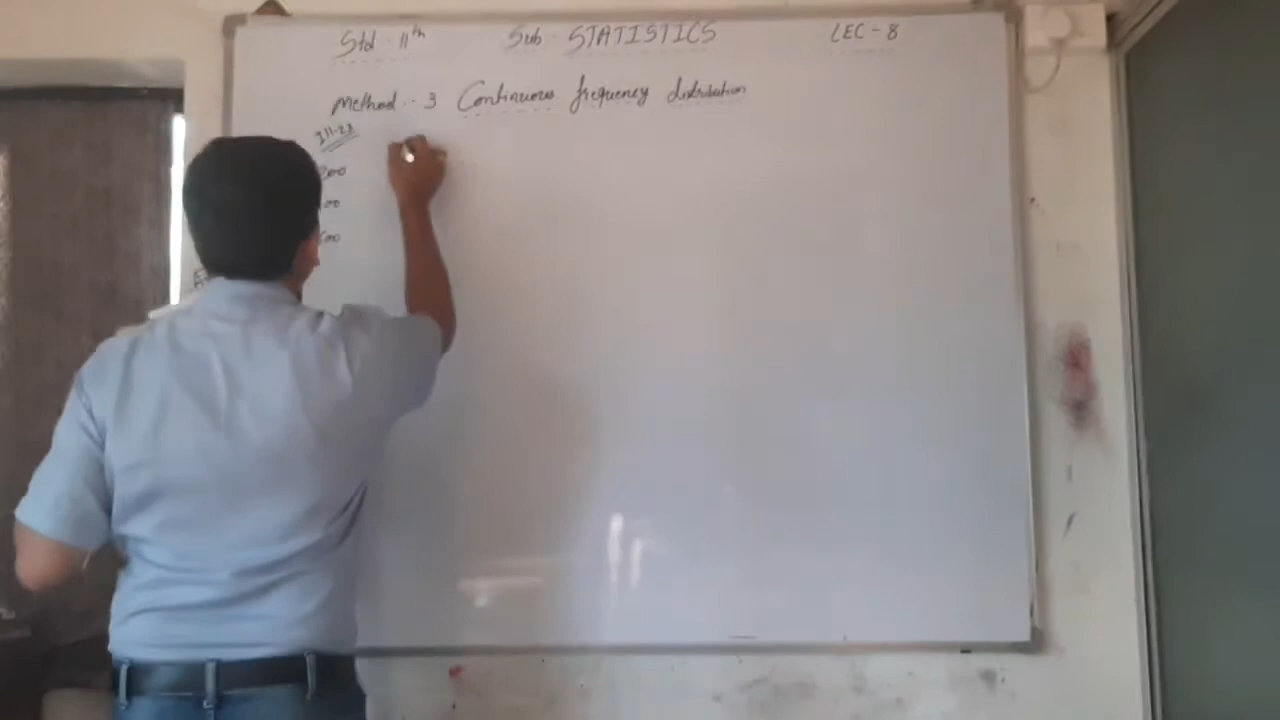 Std - 11th Sub STATISTICS LEC - 8
Method :- 3 Continuous frequency distribution